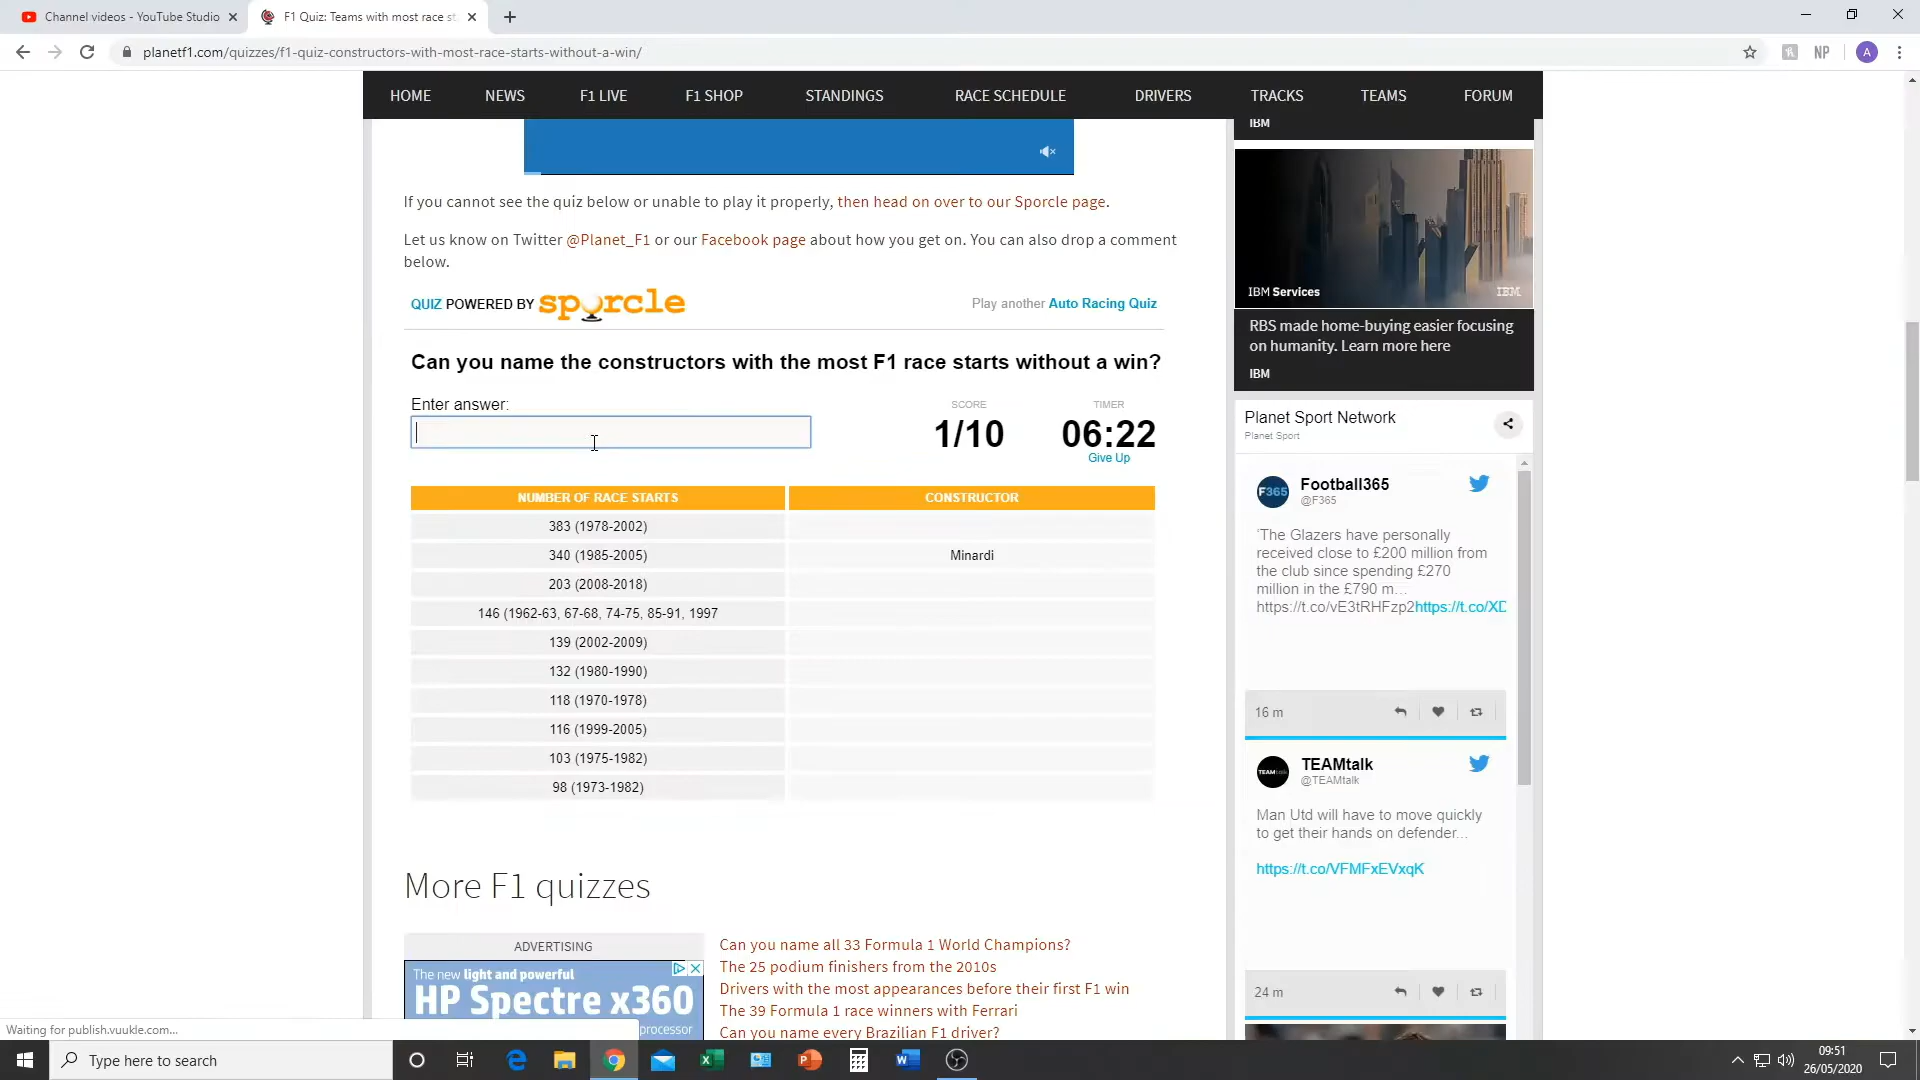 Channel videos - YouTube Studio
F1 Quiz: Teams with most race st
planetf1.com/quizzes/f1-quiz-constructors-with-most-race-starts-without-a-win/
NP
A
HOME NEWS F1 LIVE F1 SHOP STANDINGS RACE SCHEDULE DRIVERS TRACKS TEAMS FORUM
If you cannot see the quiz below or unable to play it properly, then head on over to our Sporcle page.
Let us know on Twitter @Planet_F1 or our Facebook page about how you get on. You can also drop a comment
below.
QUIZ POWERED BY sporcle
Play another Auto Racing Quiz
Can you name the constructors with the most F1 race starts without a win?
Enter answer:
SCORE
1/10
TIMER
06:22
Give Up
NUMBER OF RACE STARTS CONSTRUCTOR
383 (1978-2002)
340 (1985-2005) Minardi
203 (2008-2018)
146 (1962-63, 67-68, 74-75, 85-91, 1997
139 (2002-2009)
132 (1980-1990)
118 (1970-1978)
116 (1999-2005)
103 (1975-1982)
98 (1973-1982)
More F1 quizzes
ADVERTISING
The new light and powerful
HP Spectre x360
processor
Can you name all 33 Formula 1 World Champions?
The 25 podium finishers from the 2010s
Drivers with the most appearances before their first F1 win
The 39 Formula 1 race winners with Ferrari
Can you name every Brazilian F1 driver?
IBM
IBM Services
IBM
RBS made home-buying easier focusing
on humanity. Learn more here
IBM
Planet Sport Network
Planet Sport
F365
Football365
@F365
'The Glazers have personally
received close to £200 million from
the club since spending £270
million in the £790 m...
https://t.co/vE3tRHFzp2https://t.co/XD
16 m
TEAMtalk
TEAMtalk
@TEAMtalk
Man Utd will have to move quickly
to get their hands on defender...
https://t.co/VFMFxEVxqK
24 m
Waiting for publish.vuukle.com...
Type here to search
09:51
26/05/2020